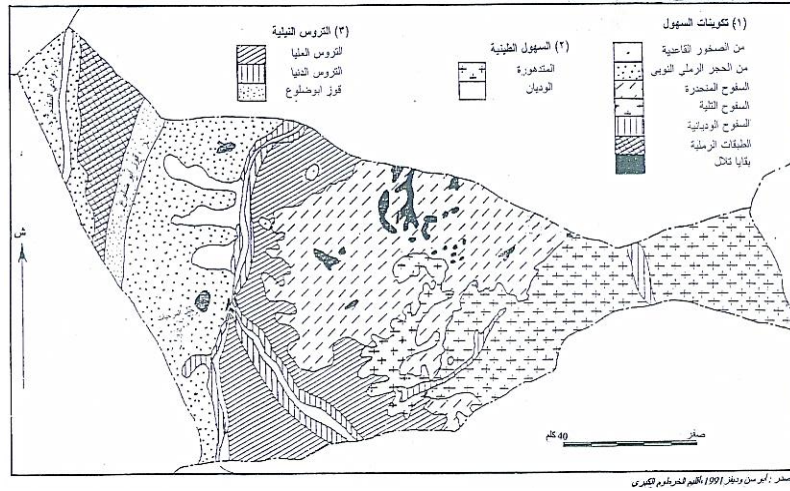 (١) تكوينات السهول
من الصخور القاعدية
من الحجر الرملي النوبي
السفوح المنحدرة
السفوح التلية
السفوح الوديانية
الطبقات الرملية
بقايا تلال
(٢) السهول الطينية
المتدهورة
الوديان
(٣) التروس النيلية
التروس العليا
التروس الدنيا
قوز ابوضلوع
ش
صفر
40 كلم
صدر : أبو سن وديفز 1991، اقليم الخرطوم الكبرى